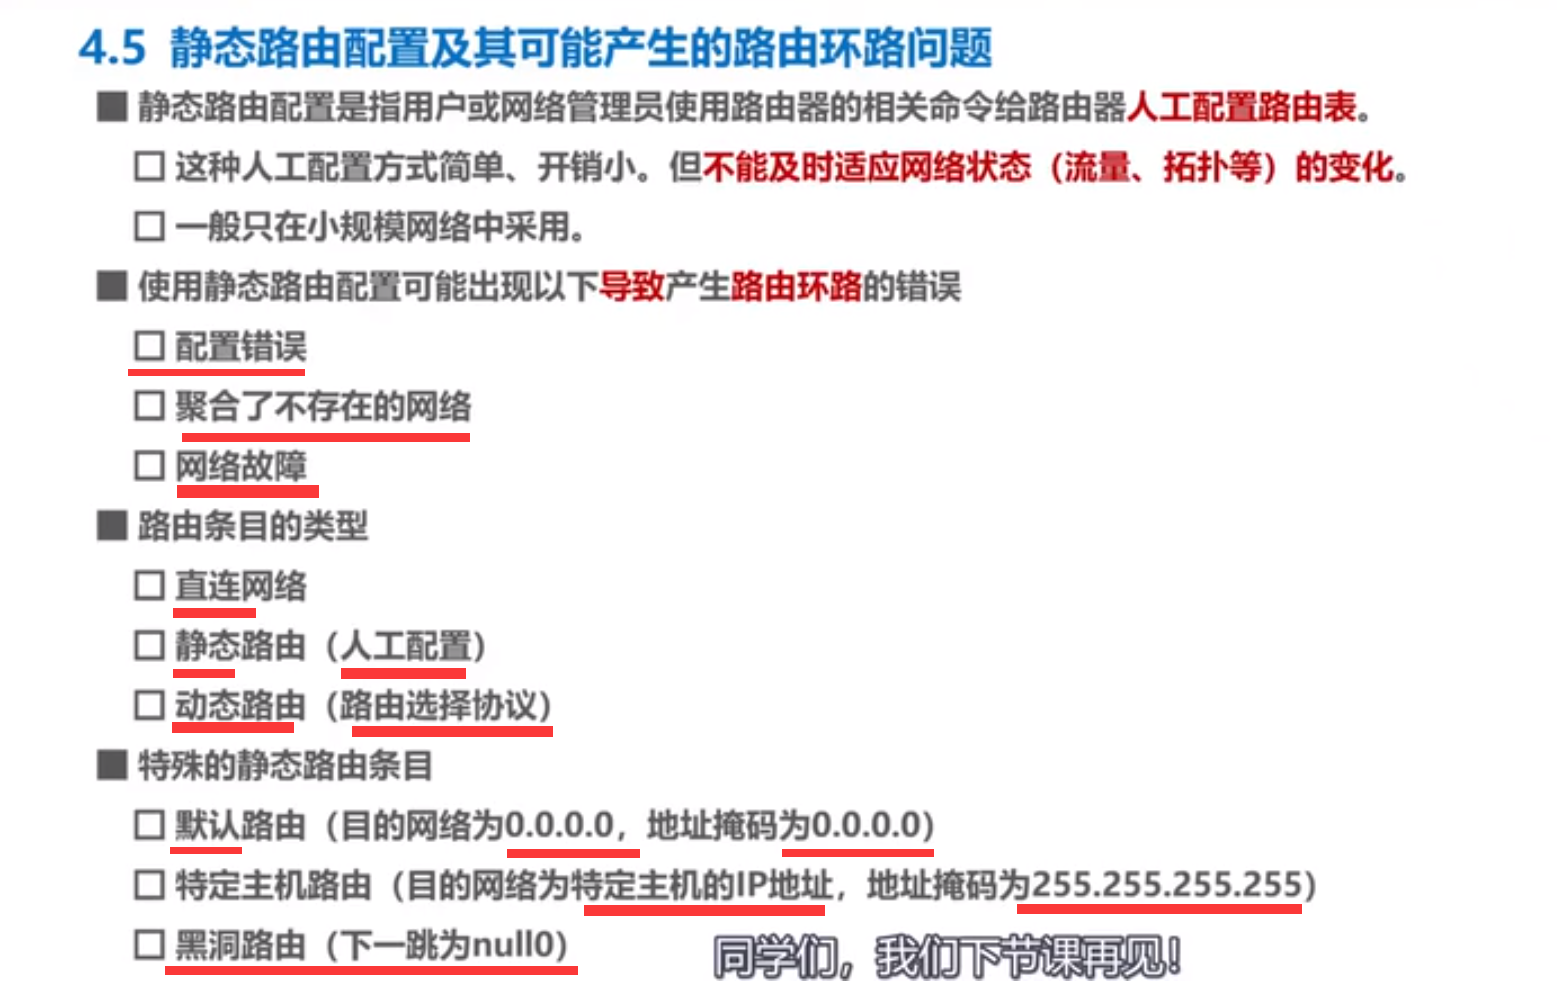 4.5 静态路由配置及其可能产生的路由环路问题
■ 静态路由配置是指用户或网络管理员使用路由器的相关命令给路由器人工配置路由表。
□ 这种人工配置方式简单、开销小。但不能及时适应网络状态（流量、拓扑等）的变化。
□ 一般只在小规模网络中采用。
■ 使用静态路由配置可能出现以下导致产生路由环路的错误
□ 配置错误
□ 聚合了不存在的网络
□ 网络故障
■ 路由条目的类型
□ 直连网络
□ 静态路由（人工配置）
□ 动态路由（路由选择协议）
■ 特殊的静态路由条目
□ 默认路由（目的网络为0.0.0.0，地址掩码为0.0.0.0）
□ 特定主机路由（目的网络为特定主机的IP地址，地址掩码为255.255.255.255）
□ 黑洞路由（下一跳为null0）
同学们，我们下节课再见！